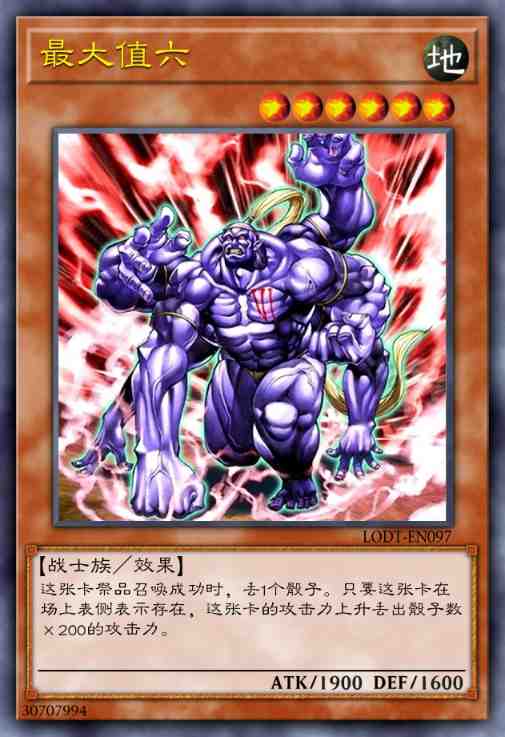 最大值六
地
LODT-EN097
【战士族／效果】
这张卡祭品召唤成功时，丢1个骰子。只要这张卡在
场上表侧表示存在，这张卡的攻击力上升丢出骰子数
×200的攻击力。
ATK/1900 DEF/1600
30707994